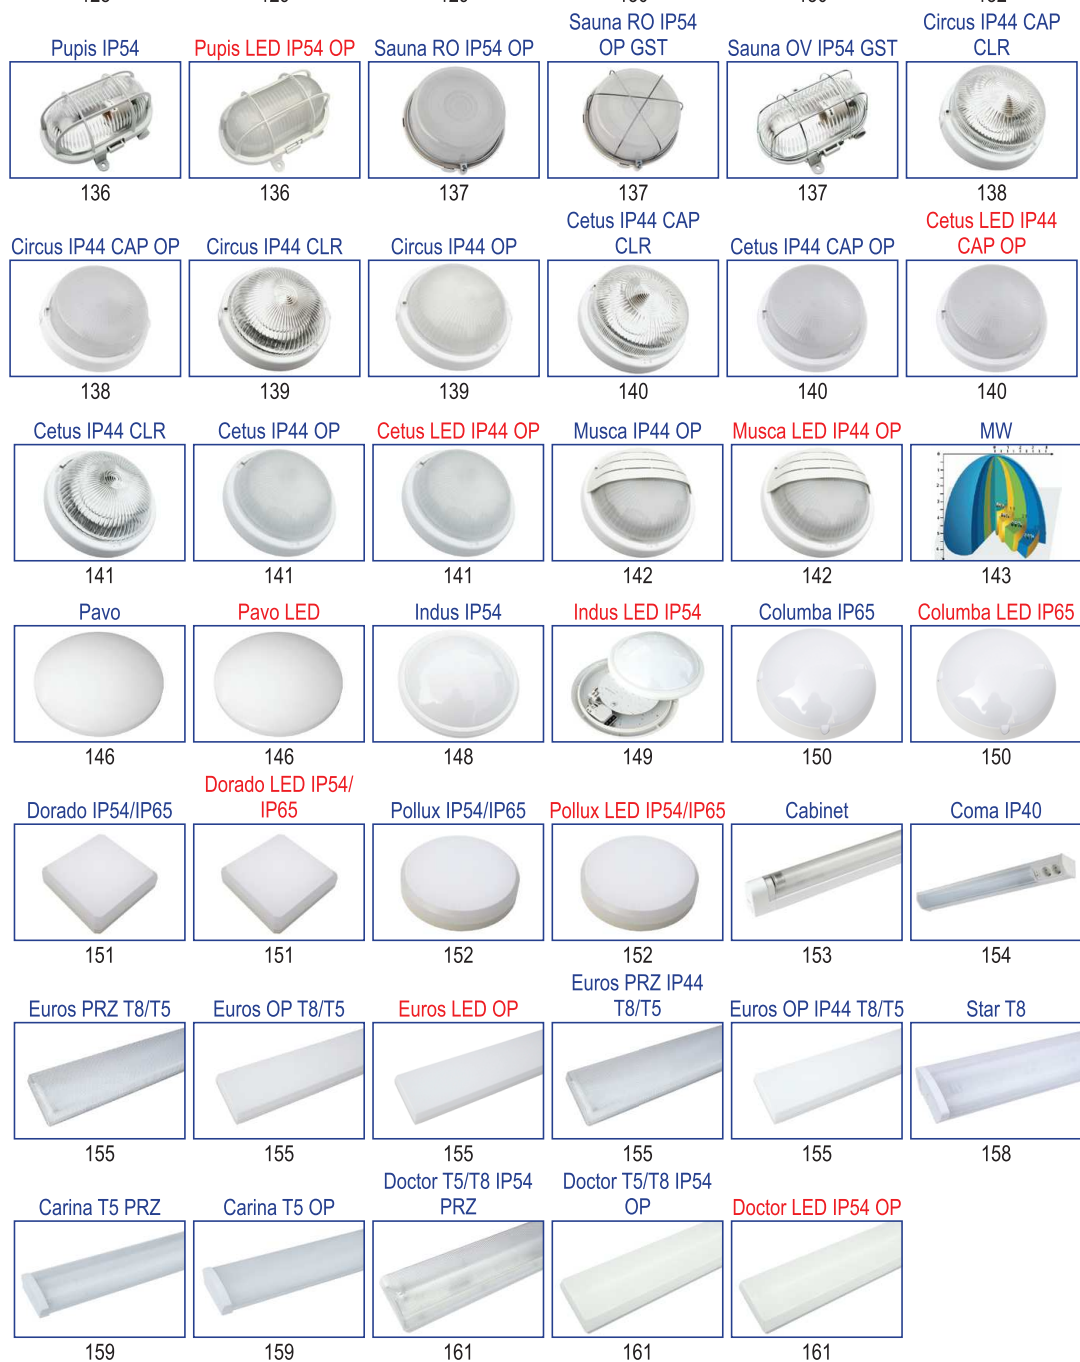 Pupis IP54
Pupis LED IP54 OP
Sauna RO IP54 OP
Sauna RO IP54
OP GST
Sauna OV IP54 GST
Circus IP44 CAP
CLR
136
136
137
137
137
138
Circus IP44 CAP OP
Circus IP44 CLR
Circus IP44 OP
Cetus IP44 CAP
CLR
Cetus IP44 CAP OP
Cetus LED IP44
CAP OP
138
139
139
140
140
140
Cetus IP44 CLR
Cetus IP44 OP
Cetus LED IP44 OP
Musca IP44 OP
Musca LED IP44 OP
MW
141
141
141
142
142
143
Pavo
Pavo LED
Indus IP54
Indus LED IP54
Columba IP65
Columba LED IP65
146
146
148
149
150
150
Dorado IP54/IP65
Dorado LED IP54/
IP65
Pollux IP54/IP65
Pollux LED IP54/IP65
Cabinet
Coma IP40
151
151
152
152
153
154
Euros PRZ T8/T5
Euros OP T8/T5
Euros LED OP
Euros PRZ IP44
T8/T5
Euros OP IP44 T8/T5
Star T8
155
155
155
155
155
158
Carina T5 PRZ
Carina T5 OP
Doctor T5/T8 IP54
PRZ
Doctor T5/T8 IP54
OP
Doctor LED IP54 OP
159
159
161
161
161